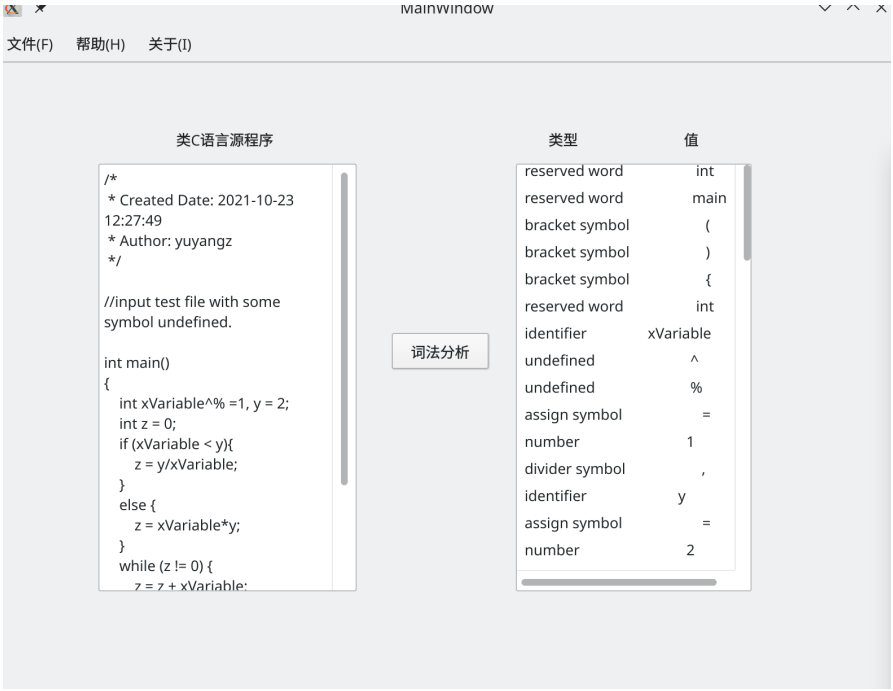 MainWindow
文件(F) 帮助(H) 关于(I)
类C语言源程序
/*
 * Created Date: 2021-10-23
12:27:49
 * Author: yuyangz
 */

//input test file with some
symbol undefined.

int main()
{
    int xVariable^% =1, y = 2;
    int z = 0;
    if (xVariable < y){
        z = y/xVariable;
    }
    else {
        z = xVariable*y;
    }
    while (z != 0) {
        z = z + xVariable;
词法分析
类型 值
reserved word int
reserved word main
bracket symbol (
bracket symbol )
bracket symbol {
reserved word int
identifier xVariable
undefined ^
undefined %
assign symbol =
number 1
divider symbol ,
identifier y
assign symbol =
number 2